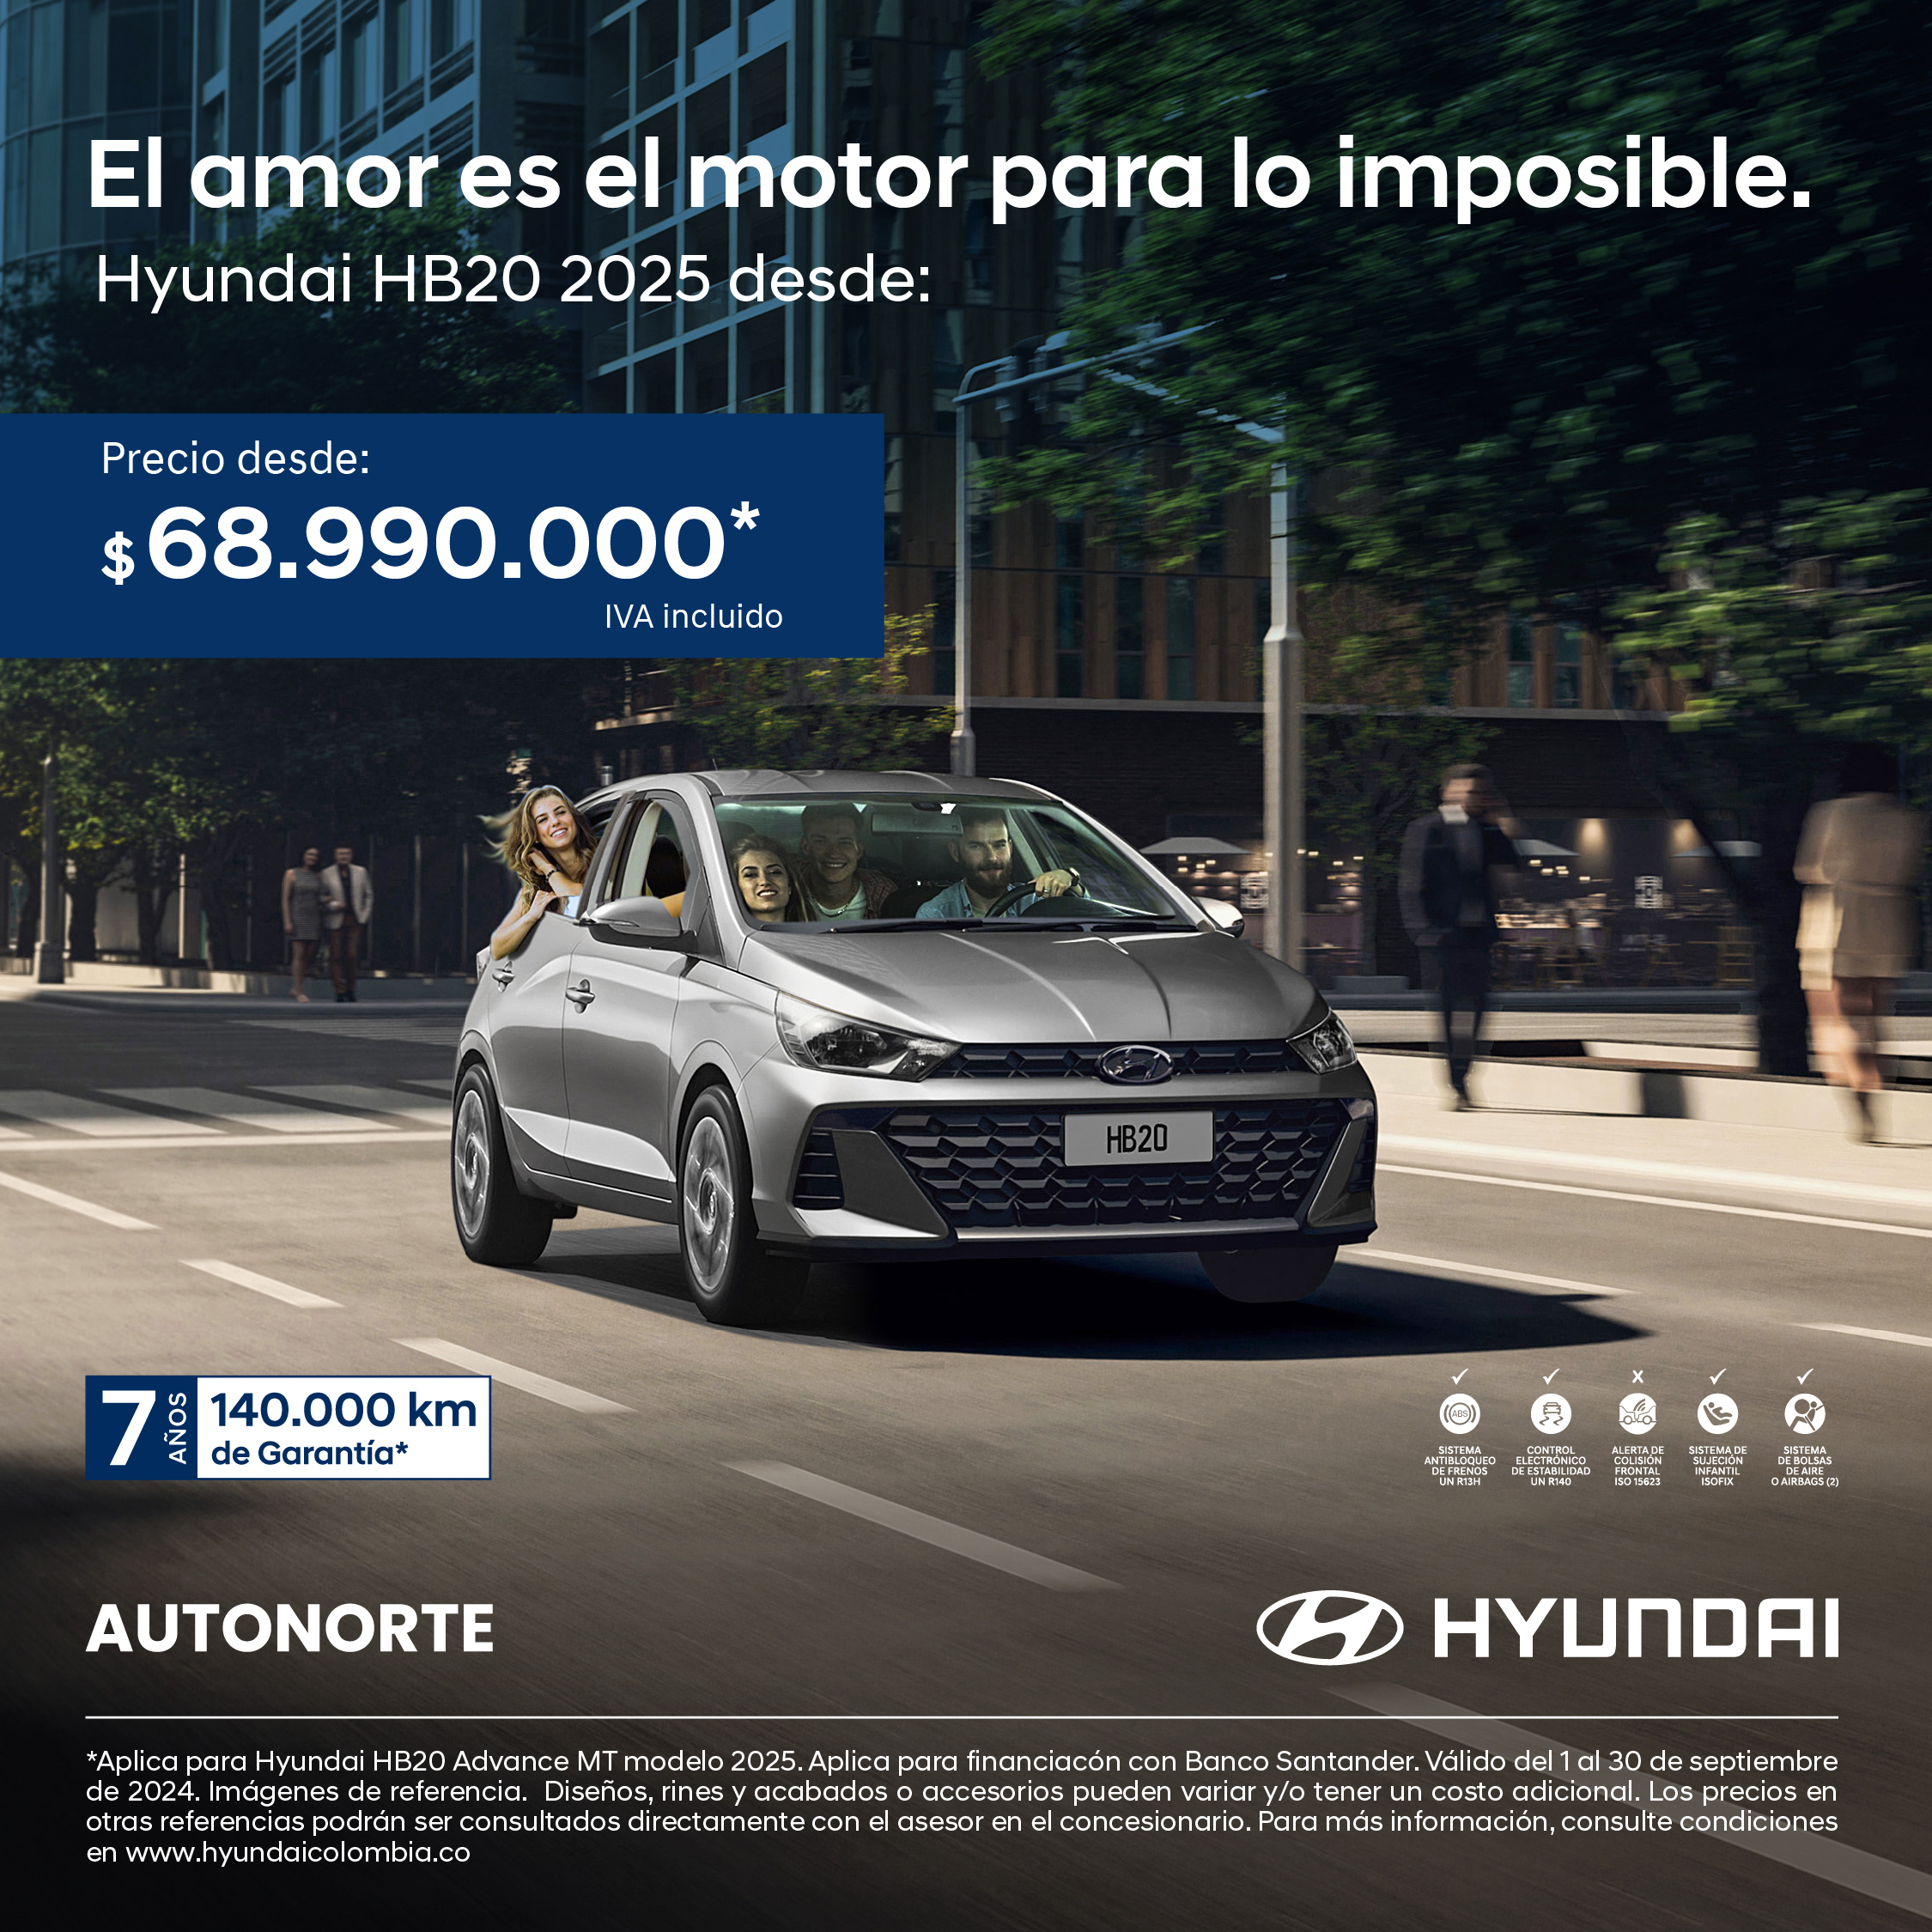 El amor es el motor para lo imposible.
Hyundai HB20 2025 desde:
Precio desde:
$68.990.000*
IVA incluido
HB20
7 AÑOS
140.000 km
de Garantía*
ABS
SISTEMA
ANTIBLOQUEO
DE FRENOS
UN R13H
CONTROL
ELECTRÓNICO
DE ESTABILIDAD
UN R140
ALERTA DE
COLISIÓN
FRONTAL
ISO 15623
SISTEMA DE
SUJECIÓN
INFANTIL
ISOFIX
SISTEMA
DE BOLSAS
DE AIRE
O AIRBAGS (2)
AUTONORTE
HYUNDAI
*Aplica para Hyundai HB20 Advance MT modelo 2025. Aplica para financiacón con Banco Santander. Válido del 1 al 30 de septiembre
de 2024. Imágenes de referencia. Diseños, rines y acabados o accesorios pueden variar y/o tener un costo adicional. Los precios en
otras referencias podrán ser consultados directamente con el asesor en el concesionario. Para más información, consulte condiciones
en www.hyundaicolombia.co